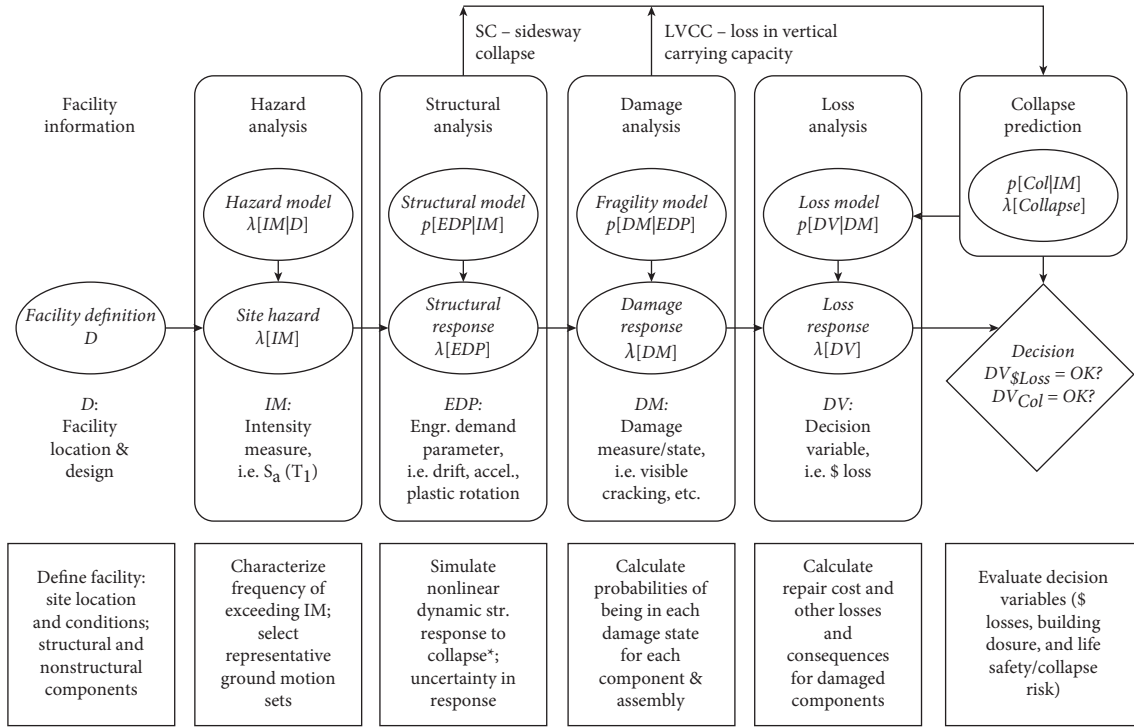 SC – sidesway
collapse
LVCC – loss in vertical
carrying capacity
Facility
information
Hazard
analysis
Structural
analysis
Damage
analysis
Loss
analysis
Collapse
prediction
Hazard model
λ[IM|D]
Structural model
p[EDP|IM]
Fragility model
p[DM|EDP]
Loss model
p[DV|DM]
p[Col|IM]
λ[Collapse]
Facility definition
D
Site hazard
λ[IM]
Structural
response
λ[EDP]
Damage
response
λ[DM]
Loss
response
λ[DV]
Decision
DV$Loss = OK?
DVCol = OK?
D:
Facility
location &
design
IM:
Intensity
measure,
i.e. Sa (T1)
EDP:
Engr. demand
parameter,
i.e. drift, accel.,
plastic rotation
DM:
Damage
measure/state,
i.e. visible
cracking, etc.
DV:
Decision
variable,
i.e. $ loss
Define facility:
site location
and conditions;
structural and
nonstructural
components
Characterize
frequency of
exceeding IM;
select
representative
ground motion
sets
Simulate
nonlinear
dynamic str.
response to
collapse*;
uncertainty in
response
Calculate
probabilities of
being in each
damage state
for each
component &
assembly
Calculate
repair cost and
other losses
and
consequences
for damaged
components
Evaluate decision
variables ($
losses, building
dosure, and life
safety/collapse
risk)